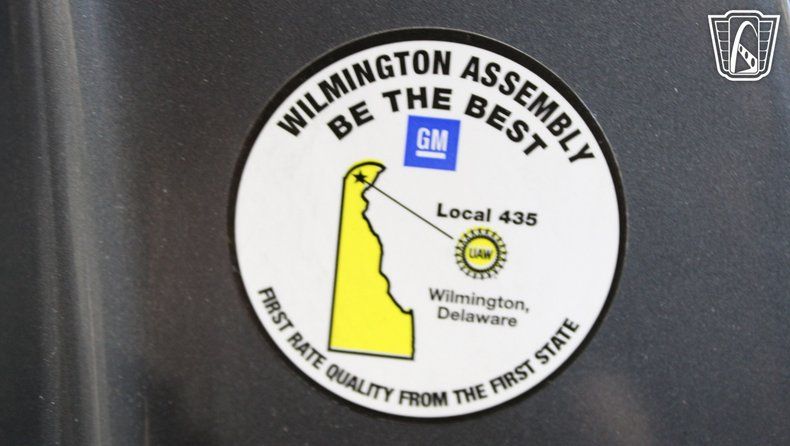 WILMINGTON ASSEMBLY
BE THE BEST
GM
Local 435
UAW
Wilmington,
Delaware
FIRST RATE QUALITY FROM THE FIRST STATE